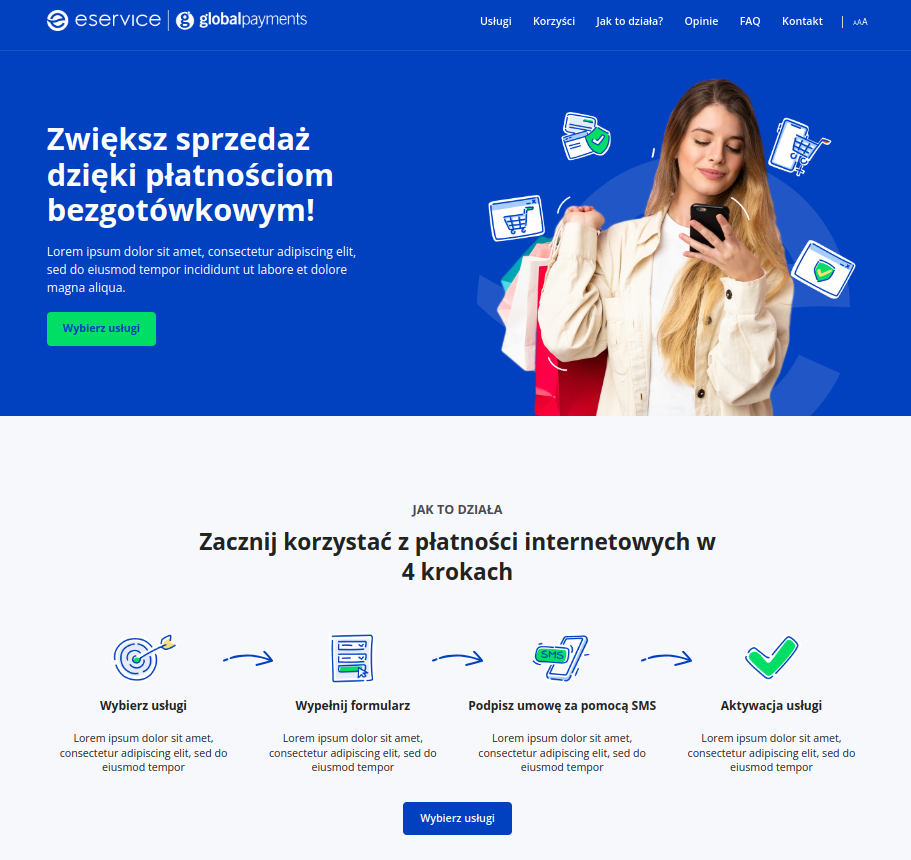 eservice | globalpayments
Usługi Korzyści Jak to działa? Opinie FAQ Kontakt | AAA
Zwiększ sprzedaż
dzięki płatnościom
bezgotówkowym!
Lorem ipsum dolor sit amet, consectetur adipiscing elit,
sed do eiusmod tempor incididunt ut labore et dolore
magna aliqua.
Wybierz usługi
JAK TO DZIAŁA
Zacznij korzystać z płatności internetowych w
4 krokach
SMS
Wybierz usługi
Wypełnij formularz
Podpisz umowę za pomocą SMS
Aktywacja usługi
Lorem ipsum dolor sit amet,
consectetur adipiscing elit, sed do
eiusmod tempor
Lorem ipsum dolor sit amet,
consectetur adipiscing elit, sed do
eiusmod tempor
Lorem ipsum dolor sit amet,
consectetur adipiscing elit, sed do
eiusmod tempor
Lorem ipsum dolor sit amet,
consectetur adipiscing elit, sed do
eiusmod tempor
Wybierz usługi